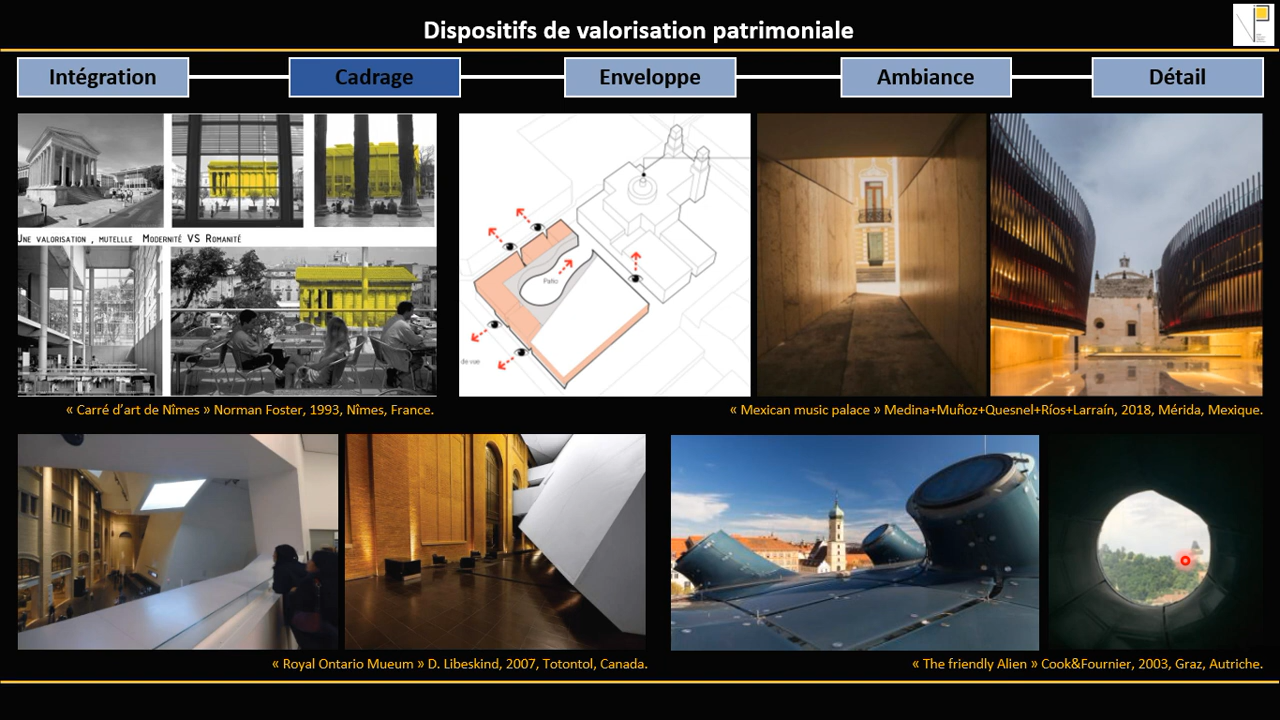 Dispositifs de valorisation patrimoniale
Intégration
Cadrage
Enveloppe
Ambiance
Détail
Une valorisation , mutellle Modernité VS Romanité
Patio
de vue
« Carré d'art de Nîmes » Norman Foster, 1993, Nîmes, France.
« Mexican music palace » Medina+Muñoz+Quesnel+Ríos+Larraín, 2018, Mérida, Mexique.
« Royal Ontario Mueum » D. Libeskind, 2007, Totontol, Canada.
« The friendly Alien » Cook&Fournier, 2003, Graz, Autriche.